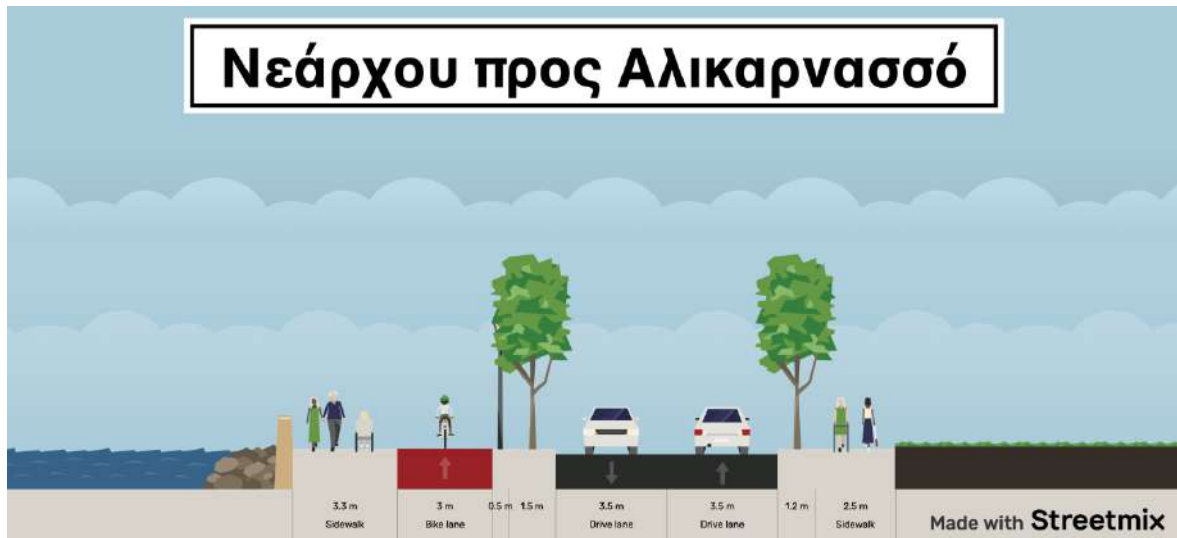 Νεάρχου προς Αλικαρνασσό
3.3 m 3 m 0.5 m 1.5 m 3.5 m 3.5 m 1.2 m 2.5 m
Sidewalk Bike lane Drive lane Drive lane Sidewalk
Made with Streetmix